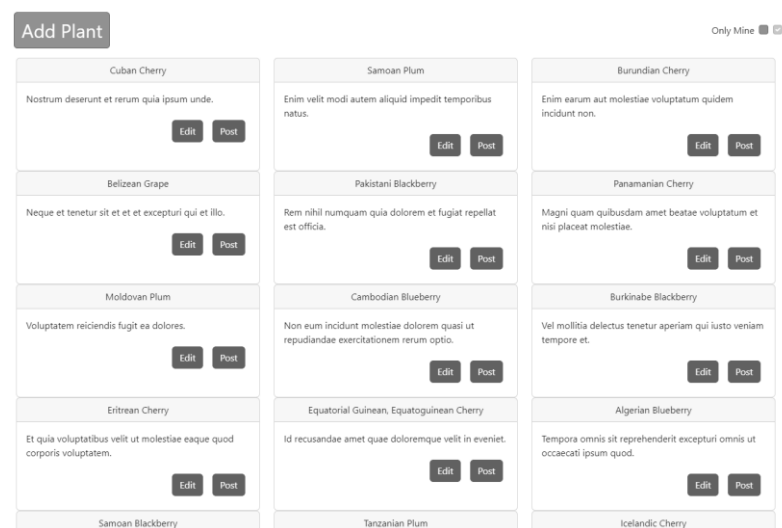 Add Plant
Only Mine
Cuban Cherry
Nostrum deserunt et rerum quia ipsum unde.
Edit Post
Samoan Plum
Enim velit modi autem aliquid impedit temporibus
natus.
Edit Post
Burundian Cherry
Enim earum aut molestiae voluptatum quidem
incidunt non.
Edit Post
Belizean Grape
Neque et tenetur sit et et et excepturi qui et illo.
Edit Post
Pakistani Blackberry
Rem nihil numquam quia dolorem et fugiat repellat
est officia.
Edit Post
Panamanian Cherry
Magni quam quibusdam amet beatae voluptatum et
nisi placeat molestiae.
Edit Post
Moldovan Plum
Voluptatem reiciendis fugit ea dolores.
Edit Post
Cambodian Blueberry
Non eum incidunt molestiae dolorem quasi ut
repudiandae exercitationem rerum optio.
Edit Post
Burkinabe Blackberry
Vel mollitia delectus tenetur aperiam qui iusto veniam
tempore et.
Edit Post
Eritrean Cherry
Et quia voluptatibus velit ut molestiae eaque quod
corporis voluptatem.
Edit Post
Equatorial Guinean, Equatoguinean Cherry
Id recusandae amet quae doloremque velit in eveniet.
Edit Post
Algerian Blueberry
Tempora omnis sit reprehenderit excepturi omnis ut
occaecati ipsum quod.
Edit Post
Samoan Blackberry
Tanzanian Plum
Icelandic Cherry